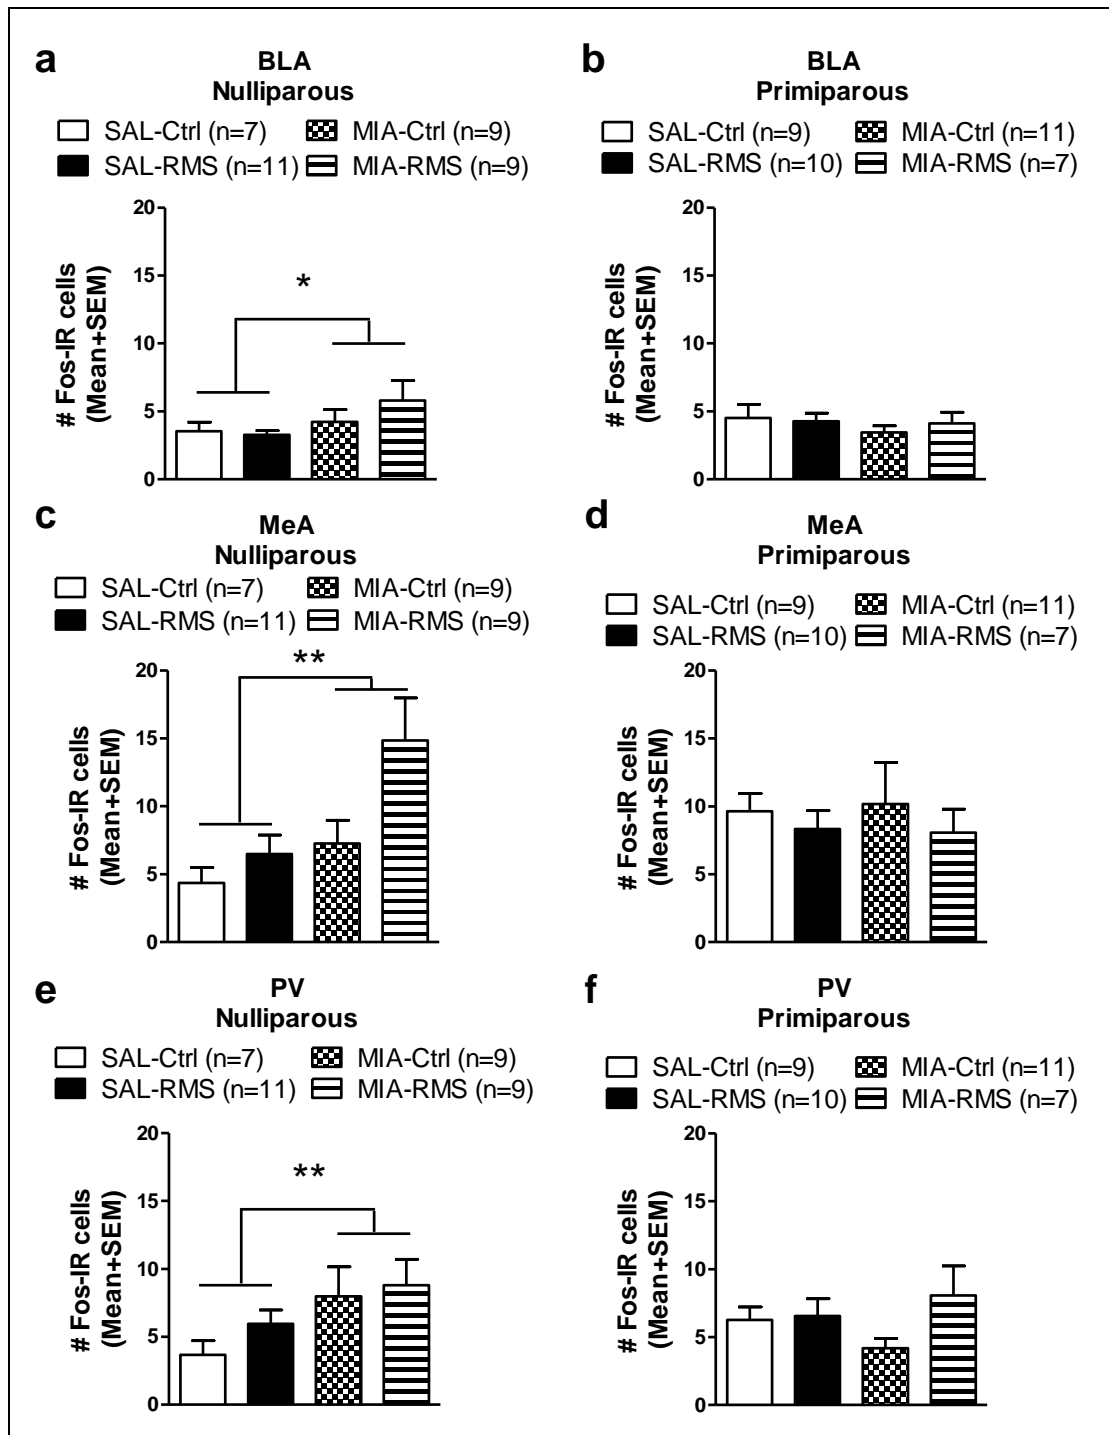 a
BLA
Nulliparous
SAL-Ctrl (n=7) MIA-Ctrl (n=9)
SAL-RMS (n=11) MIA-RMS (n=9)
# Fos-IR cells
(Mean+SEM)
20
15
10
5
0
*
b
BLA
Primiparous
SAL-Ctrl (n=9) MIA-Ctrl (n=11)
SAL-RMS (n=10) MIA-RMS (n=7)
# Fos-IR cells
(Mean+SEM)
20
15
10
5
0
c
MeA
Nulliparous
SAL-Ctrl (n=7) MIA-Ctrl (n=9)
SAL-RMS (n=11) MIA-RMS (n=9)
# Fos-IR cells
(Mean+SEM)
20
15
10
5
0
**
d
MeA
Primiparous
SAL-Ctrl (n=9) MIA-Ctrl (n=11)
SAL-RMS (n=10) MIA-RMS (n=7)
# Fos-IR cells
(Mean+SEM)
20
15
10
5
0
e
PV
Nulliparous
SAL-Ctrl (n=7) MIA-Ctrl (n=9)
SAL-RMS (n=11) MIA-RMS (n=9)
# Fos-IR cells
(Mean+SEM)
20
15
10
5
0
**
f
PV
Primiparous
SAL-Ctrl (n=9) MIA-Ctrl (n=11)
SAL-RMS (n=10) MIA-RMS (n=7)
# Fos-IR cells
(Mean+SEM)
20
15
10
5
0